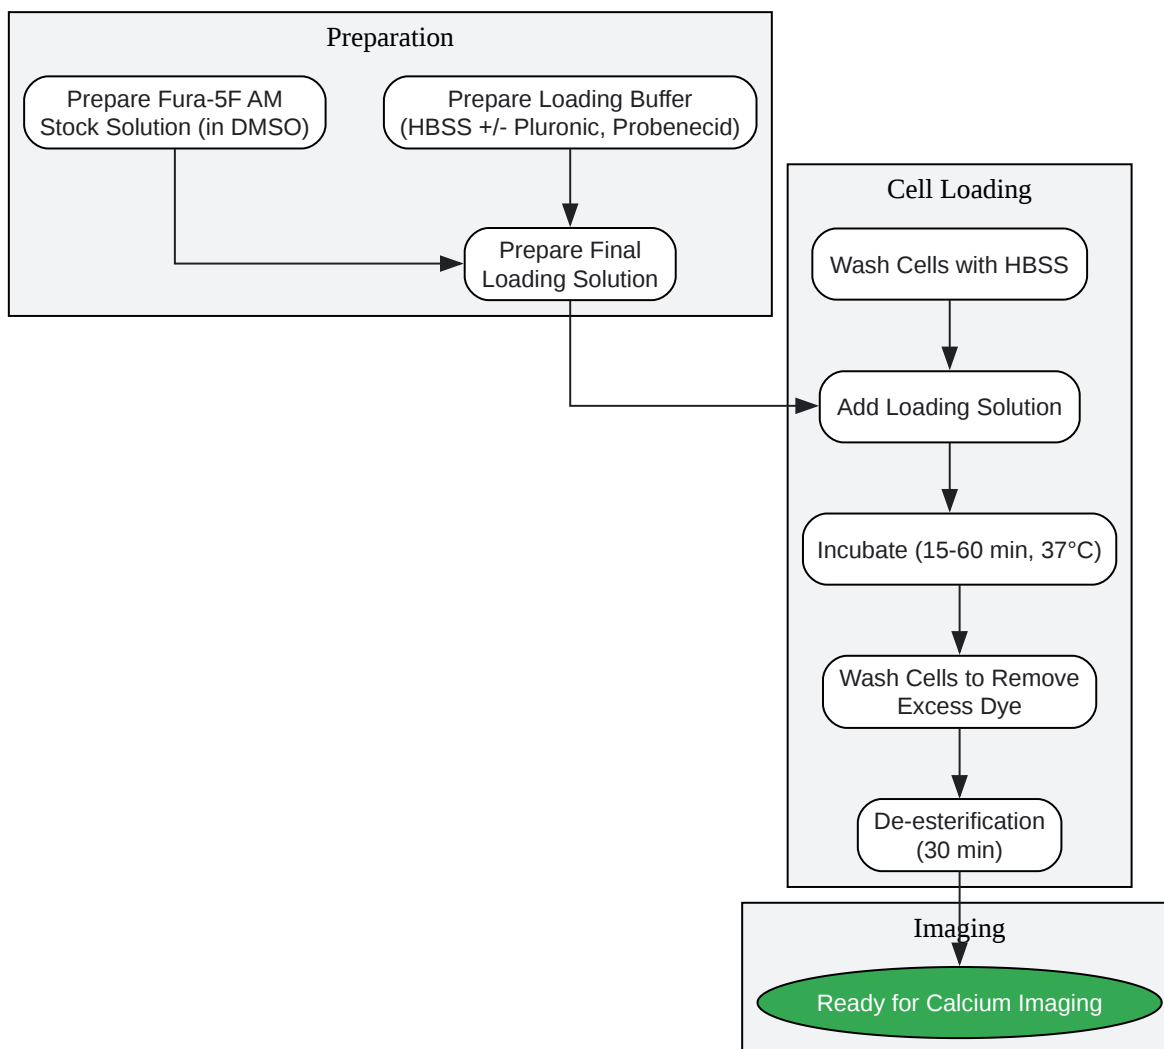 Preparation
Prepare Fura-5F AM
Stock Solution (in DMSO)
Prepare Loading Buffer
(HBSS +/- Pluronic, Probenecid)
Prepare Final
Loading Solution
Cell Loading
Wash Cells with HBSS
Add Loading Solution
Incubate (15-60 min, 37°C)
Wash Cells to Remove
Excess Dye
De-esterification
(30 min)
Imaging
Ready for Calcium Imaging